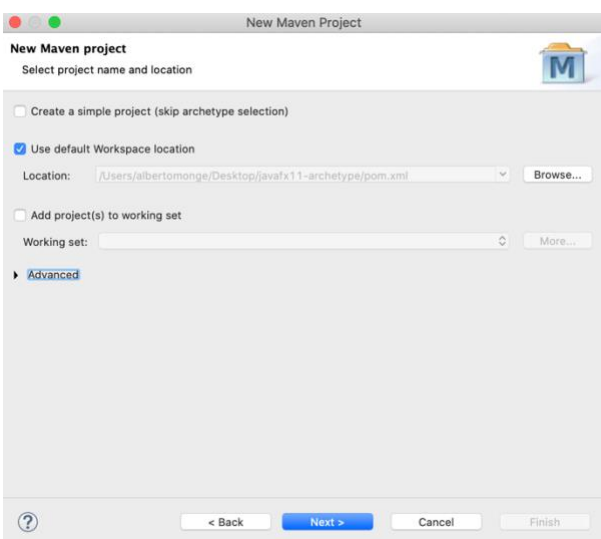 New Maven Project
New Maven project
Select project name and location
M
Create a simple project (skip archetype selection)
Use default Workspace location
Location: /Users/albertomonge/Desktop/javafx11-archetype/pom.xml Browse...
Add project(s) to working set
Working set: More...
Advanced
? < Back Next > Cancel Finish